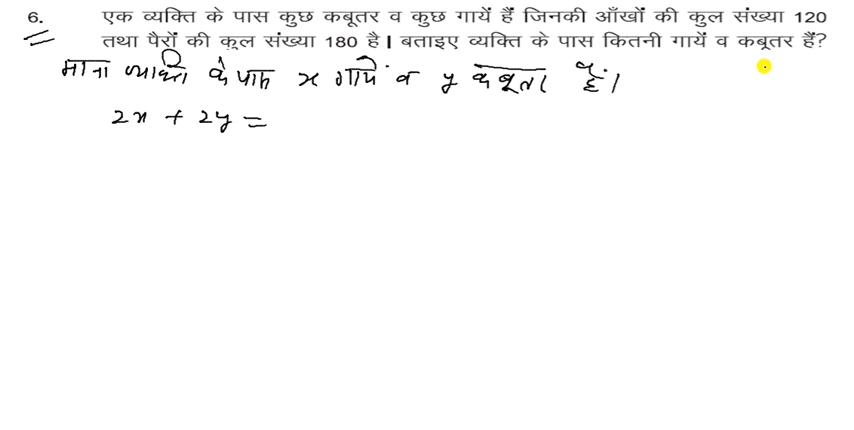 6. एक व्यक्ति के पास कुछ कबूतर व कुछ गायें हैं जिनकी आँखों की कुल संख्या 120
तथा पैरों की कुल संख्या 180 है। बताइए व्यक्ति के पास कितनी गायें व कबूतर हैं?
माना व्यक्ति के पास x गायें व y कबूतर हैं।
2x + 2y =